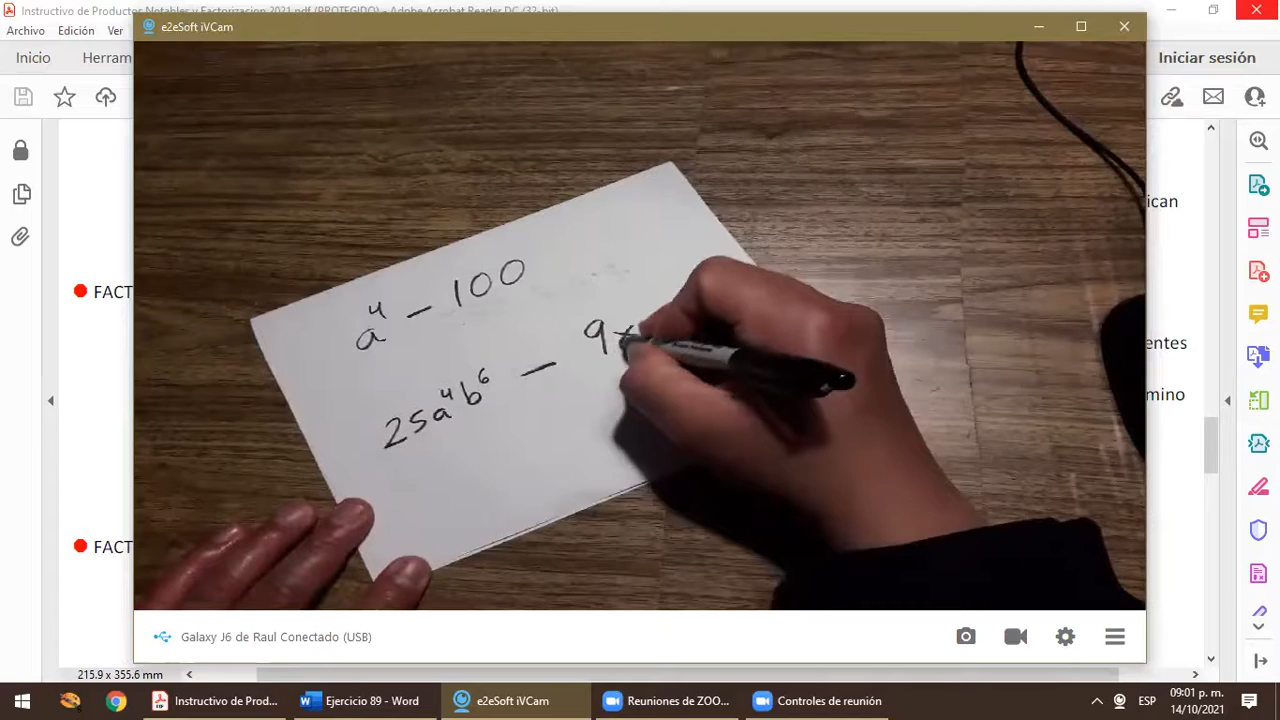 Instructivo de Productos Notables y Factorizacion 2021.pdf (PROTEGIDO) - Adobe Acrobat Reader DC (32-bit)
e2eSoft iVCam
Archivo Edición Ver
Inicio Herram
Iniciar sesión
a⁴ - 100
25a⁴b⁶ - 9x
ican
FACT
entes
mino
FACT
Galaxy J6 de Raul Conectado (USB)
215.9 x 355.6 mm
Instructivo de Prod...
Ejercicio 89 - Word
e2eSoft iVCam
Reuniones de ZOO...
Controles de reunión
ESP
09:01 p. m.
14/10/2021